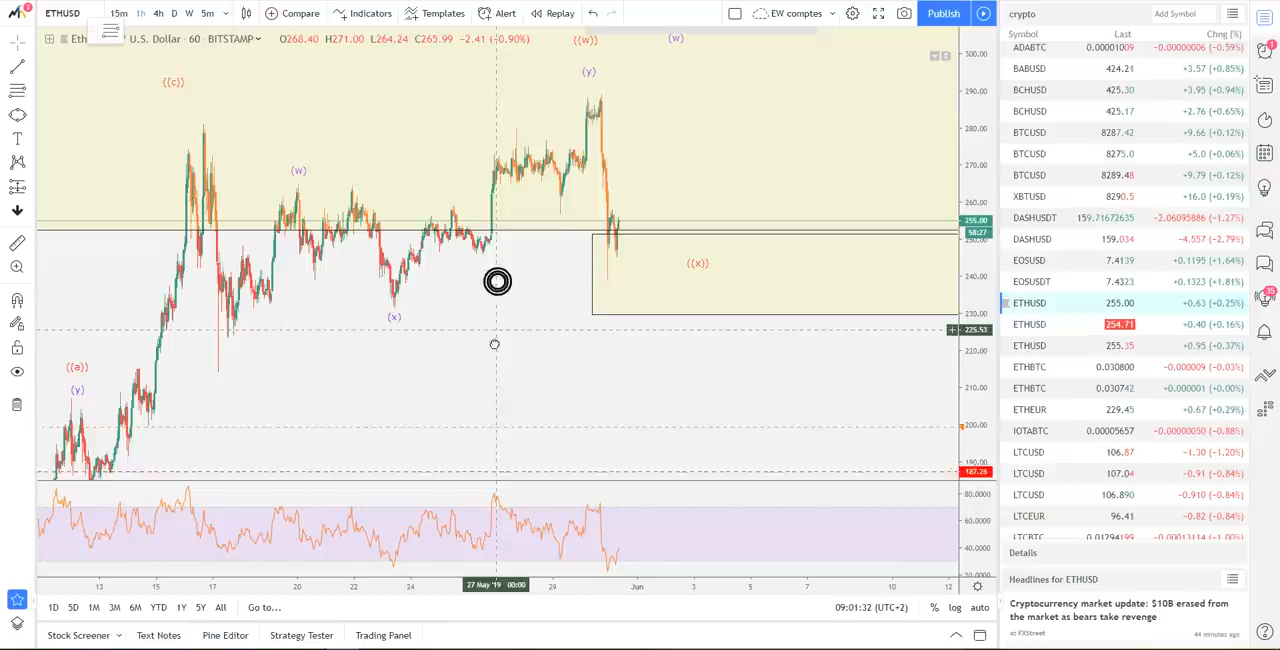 3
ETHUSD 15m 1h 4h D W 5m Compare Indicators Templates Alert Replay EW comptes Publish
crypto Add Symbol
Eth U.S. Dollar · 60 · BITSTAMP O268.40 H271.00 L264.24 C265.99 -2.41 (-0.90%)
((w))
(w)
(y)
((c))
(w)
((x))
(x)
((a))
(y)
300.00
290.00
280.00
270.00
260.00
255.00
58:27
250.00
240.00
230.00
225.53
220.00
210.00
200.00
190.00
187.26
80.0000
60.0000
40.0000
20.0000
13 15 17 20 22 24 27 May '19 00:00 29 Jun 3 5 7 10 12
1D 5D 1M 3M 6M YTD 1Y 5Y All Go to... 09:01:32 (UTC+2) % log auto
Stock Screener Text Notes Pine Editor Strategy Tester Trading Panel
Symbol Last Chng (%)
ADABTC 0.00001009 -0.00000006 (-0.59%)
BABUSD 424.21 +3.57 (+0.85%)
BCHUSD 425.30 +3.95 (+0.94%)
BCHUSD 425.17 +2.76 (+0.65%)
BTCUSD 8287.42 +9.66 (+0.12%)
BTCUSD 8275.0 +5.0 (+0.06%)
BTCUSD 8289.48 +9.79 (+0.12%)
XBTUSD 8290.5 +16.0 (+0.19%)
DASHUSDT 159.71672635 -2.06095886 (-1.27%)
DASHUSD 159.034 -4.557 (-2.79%)
EOSUSD 7.4139 +0.1195 (+1.64%)
EOSUSDT 7.4323 +0.1323 (+1.81%)
ETHUSD 255.00 +0.63 (+0.25%)
ETHUSD 254.71 +0.40 (+0.16%)
ETHUSD 255.35 +0.95 (+0.37%)
ETHBTC 0.030800 -0.000009 (-0.03%)
ETHBTC 0.030742 +0.000001 (+0.00%)
ETHEUR 229.45 +0.67 (+0.29%)
IOTABTC 0.00005657 -0.00000050 (-0.88%)
LTCUSD 106.87 -1.30 (-1.20%)
LTCUSD 107.04 -0.91 (-0.84%)
LTCUSD 106.890 -0.910 (-0.84%)
LTCEUR 96.41 -0.82 (-0.84%)
LTCBTC 0.01294199 -0.00013114 (-1.00%)
Details
Headlines for ETHUSD
Cryptocurrency market update: $10B erased from
the market as bears take revenge
at FXStreet 44 minutes ago
1
35